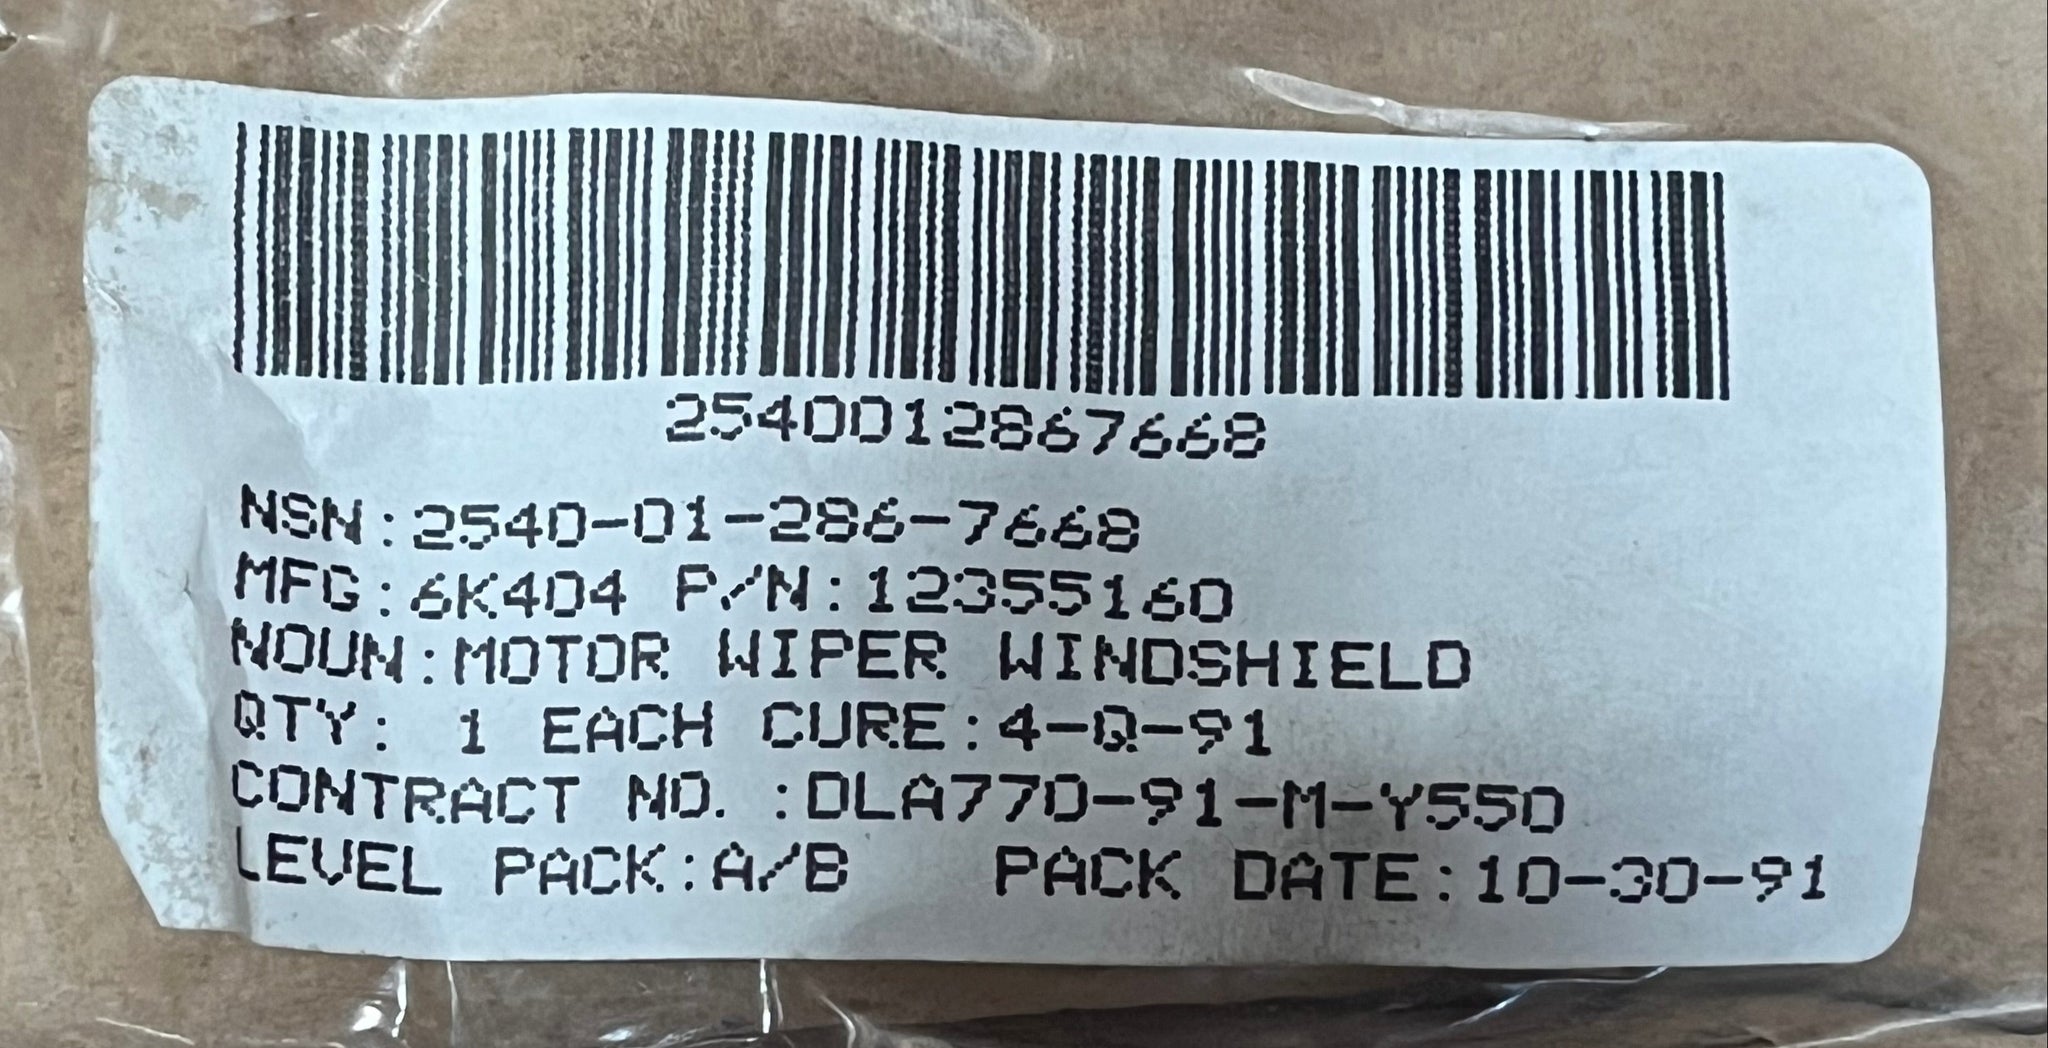 2540012867668
NSN:2540-01-286-7668
MFG:6K4D4 P/N:12355160
NOUN:MOTOR WIPER WINDSHIELD
QTY: 1 EACH CURE:4-Q-91
CONTRACT NO. :DLA770-91-M-Y550
LEVEL PACK:A/B PACK DATE:10-30-91